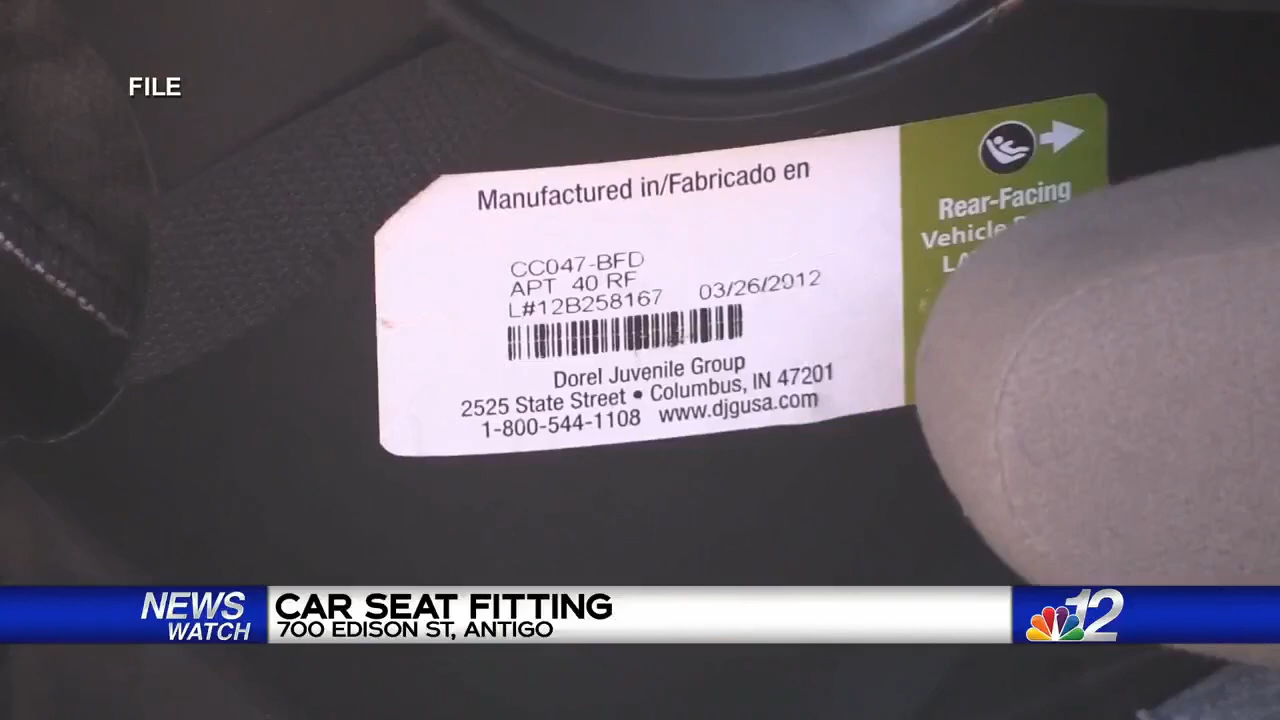 FILE
Manufactured in/Fabricado en
CC047-BFD
APT 40 RF
L#12B258167 03/26/2012
Dorel Juvenile Group
2525 State Street • Columbus, IN 47201
1-800-544-1108 www.djgusa.com
Rear-Facing
Vehicle
NEWS
WATCH
CAR SEAT FITTING
700 EDISON ST, ANTIGO
12